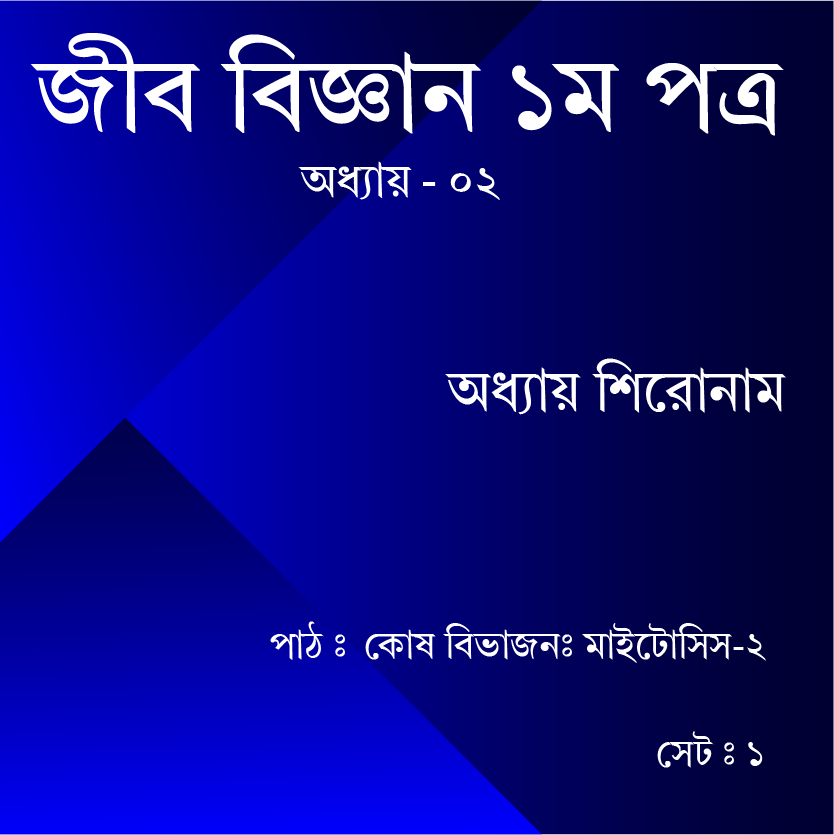 জীব বিজ্ঞান ১ম পত্র
অধ্যায় - ০২
অধ্যায় শিরোনাম
পাঠ ঃ কোষ বিভাজনঃ মাইটোসিস-২
সেট ঃ ১